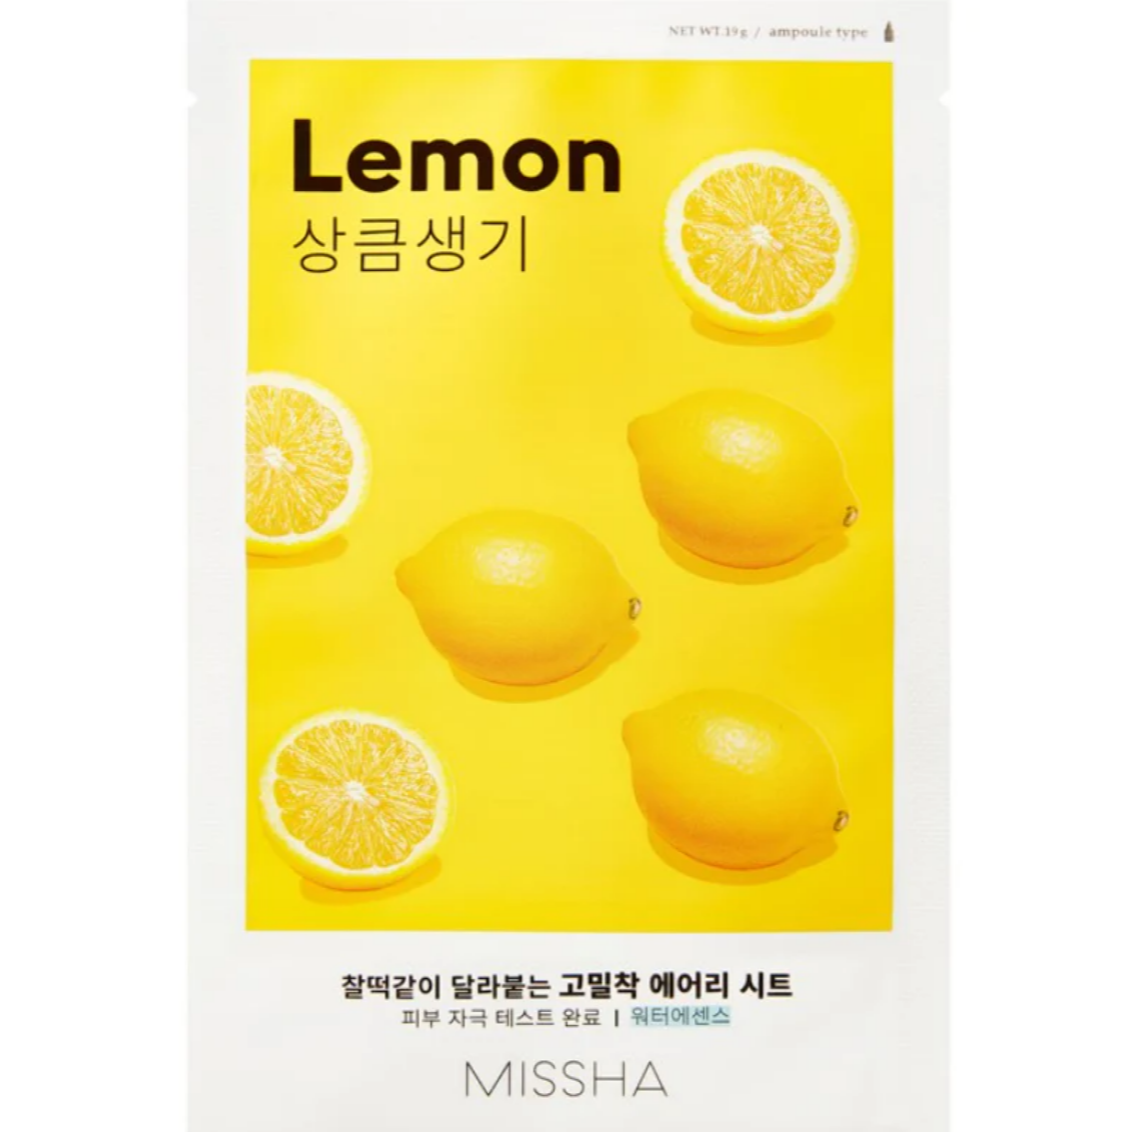 NET WT.19g / ampoule type
Lemon
상큼생기
찰떡같이 달라붙는 고밀착 에어리 시트
피부 자극 테스트 완료 | 워터에센스
MISSHA